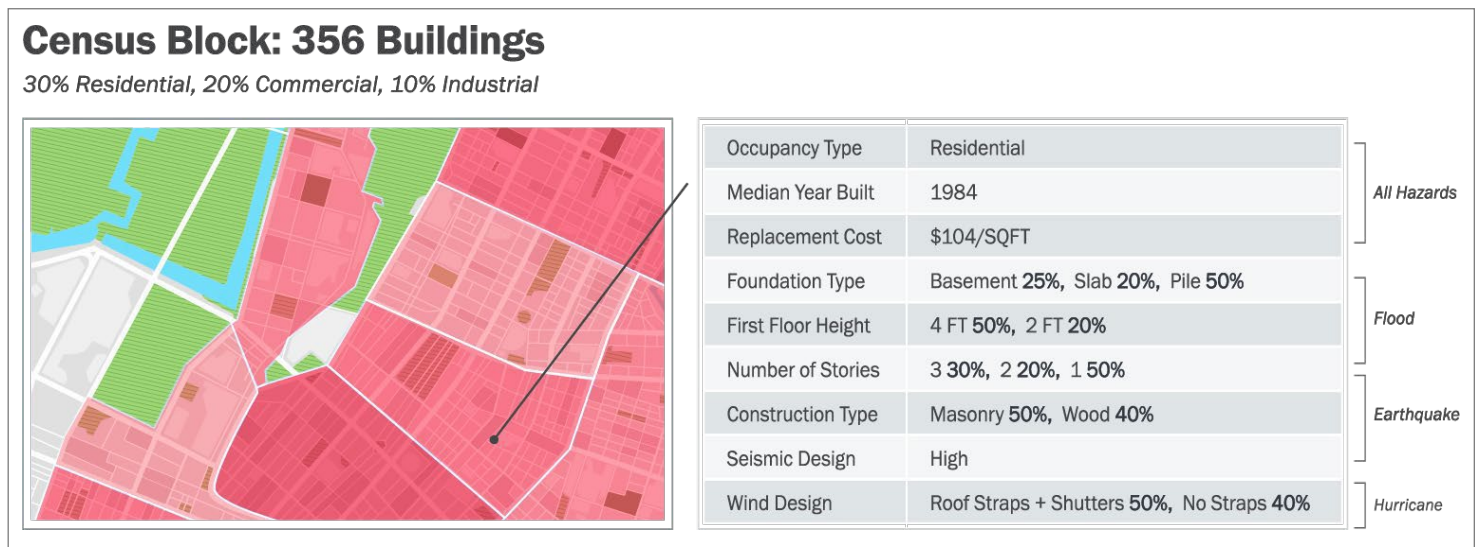 Census Block: 356 Buildings
30% Residential, 20% Commercial, 10% Industrial
Occupancy Type Residential
Median Year Built 1984
Replacement Cost $104/SQFT
All Hazards
Foundation Type Basement 25%, Slab 20%, Pile 50%
First Floor Height 4 FT 50%, 2 FT 20%
Flood
Number of Stories 3 30%, 2 20%, 1 50%
Construction Type Masonry 50%, Wood 40%
Earthquake
Seismic Design High
Wind Design Roof Straps + Shutters 50%, No Straps 40%
Hurricane